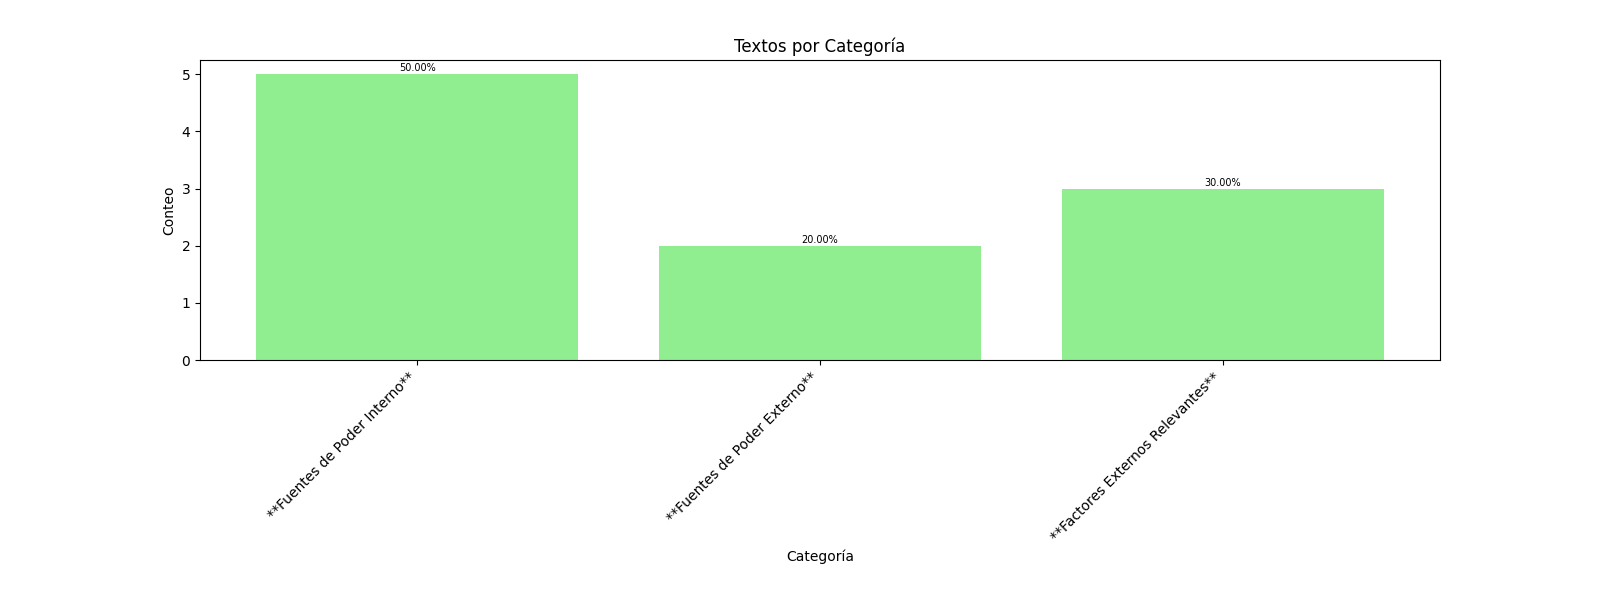 Textos por Categoría
50.00%
20.00%
30.00%
5
4
3
2
1
0
Conteo
**Fuentes de Poder Interno**
**Fuentes de Poder Externo**
**Factores Externos Relevantes**
Categoría